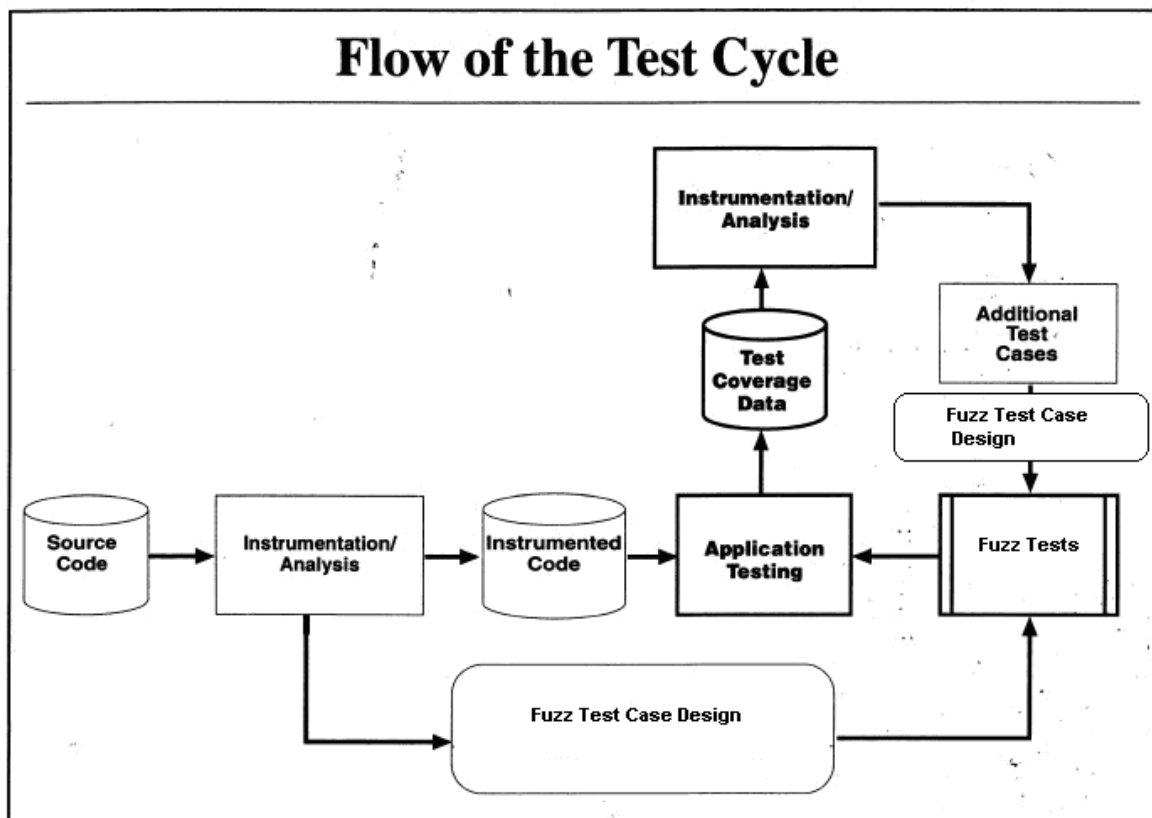 Flow of the Test Cycle
Instrumentation/
Analysis
Additional
Test
Cases
Test
Coverage
Data
Fuzz Test Case
Design
Source
Code
Instrumentation/
Analysis
Instrumented
Code
Application
Testing
Fuzz Tests
Fuzz Test Case Design